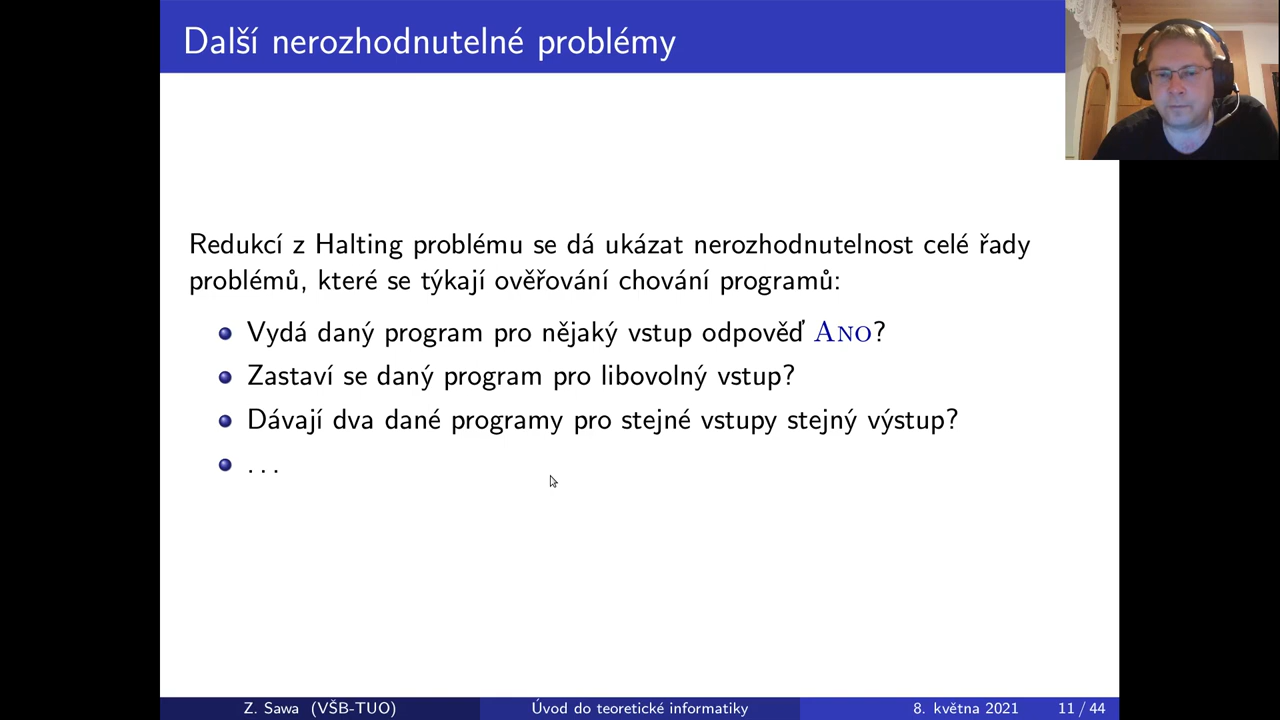 Další nerozhodnutelné problémy
Redukcí z Halting problému se dá ukázat nerozhodnutelnost celé řady
problémů, které se týkají ověřování chování programů:
Vydá daný program pro nějaký vstup odpověď ANO?
Zastaví se daný program pro libovolný vstup?
Dávají dva dané programy pro stejné vstupy stejný výstup?
...
Z. Sawa (VŠB-TUO) Úvod do teoretické informatiky 8. května 2021 11 / 44